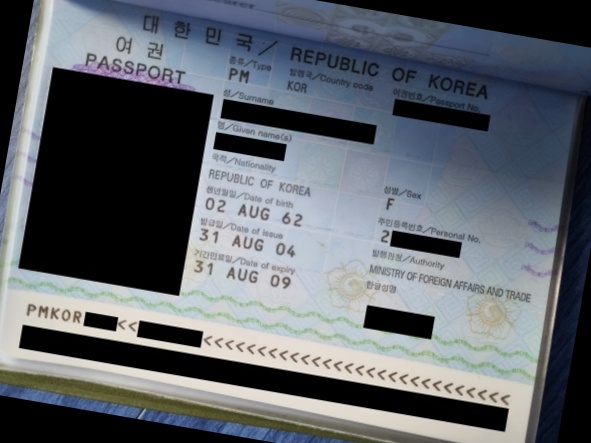 대한민국/ REPUBLIC OF KOREA
여권
PASSPORT
종류/Type
PM
발행국/Country code
KOR
여권번호/Passport No.
성/Surname
명/Given name(s)
국적/Nationality
REPUBLIC OF KOREA
성별/Sex
F
생년월일/Date of birth
02 AUG 62
주민등록번호/Personal No.
2
발급일/Date of issue
31 AUG 04
발행관청/Authority
MINISTRY OF FOREIGN AFFAIRS AND TRADE
기간만료일/Date of expiry
31 AUG 09
한글성명
PMKOR <<<<<<<<<<<<<<<<<<<<<<<<<<<<<<